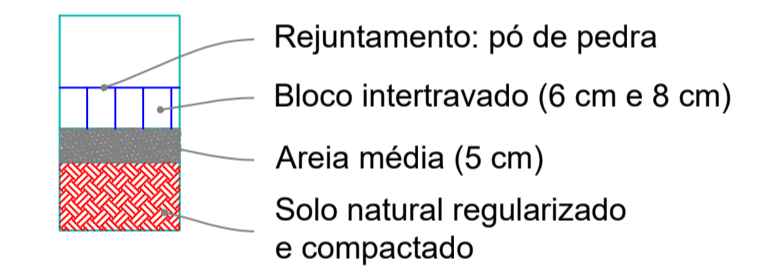 Rejuntamento: pó de pedra
Bloco intertravado (6 cm e 8 cm)
Areia média (5 cm)
Solo natural regularizado
e compactado